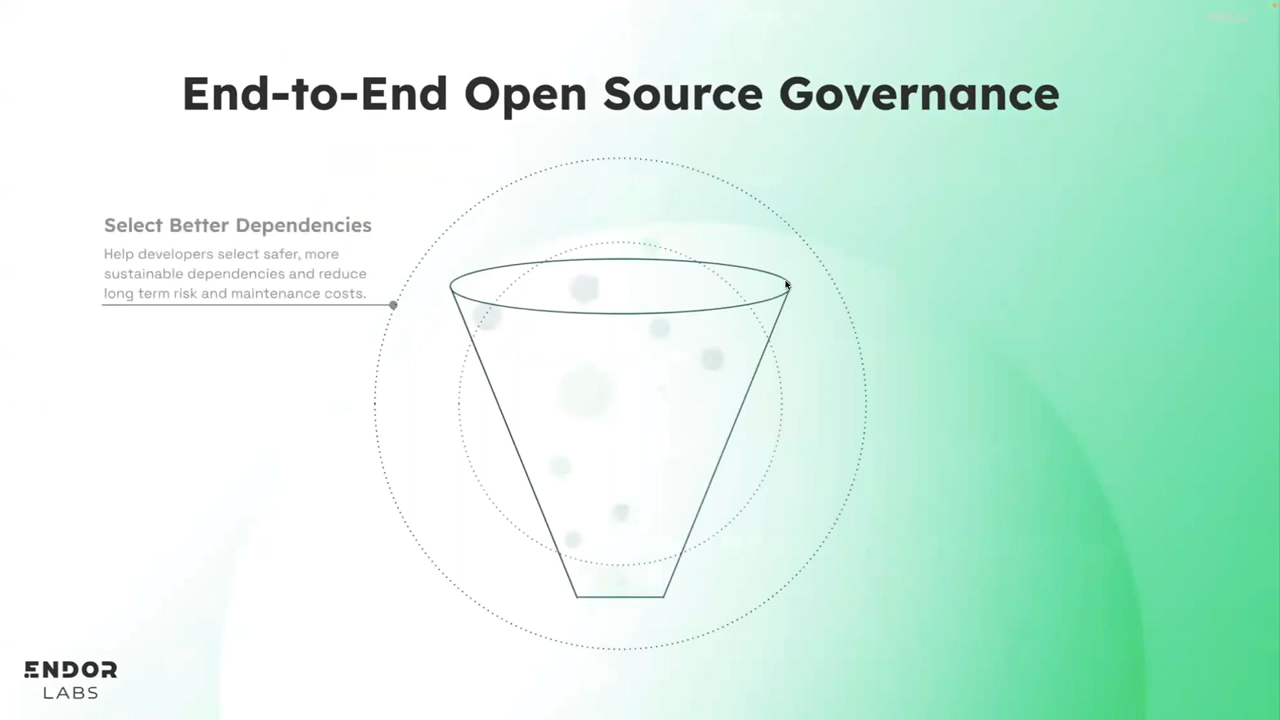 End-to-End Open Source Governance
Select Better Dependencies
Help developers select safer, more
sustainable dependencies and reduce
long term risk and maintenance costs.
ENDOR
LABS